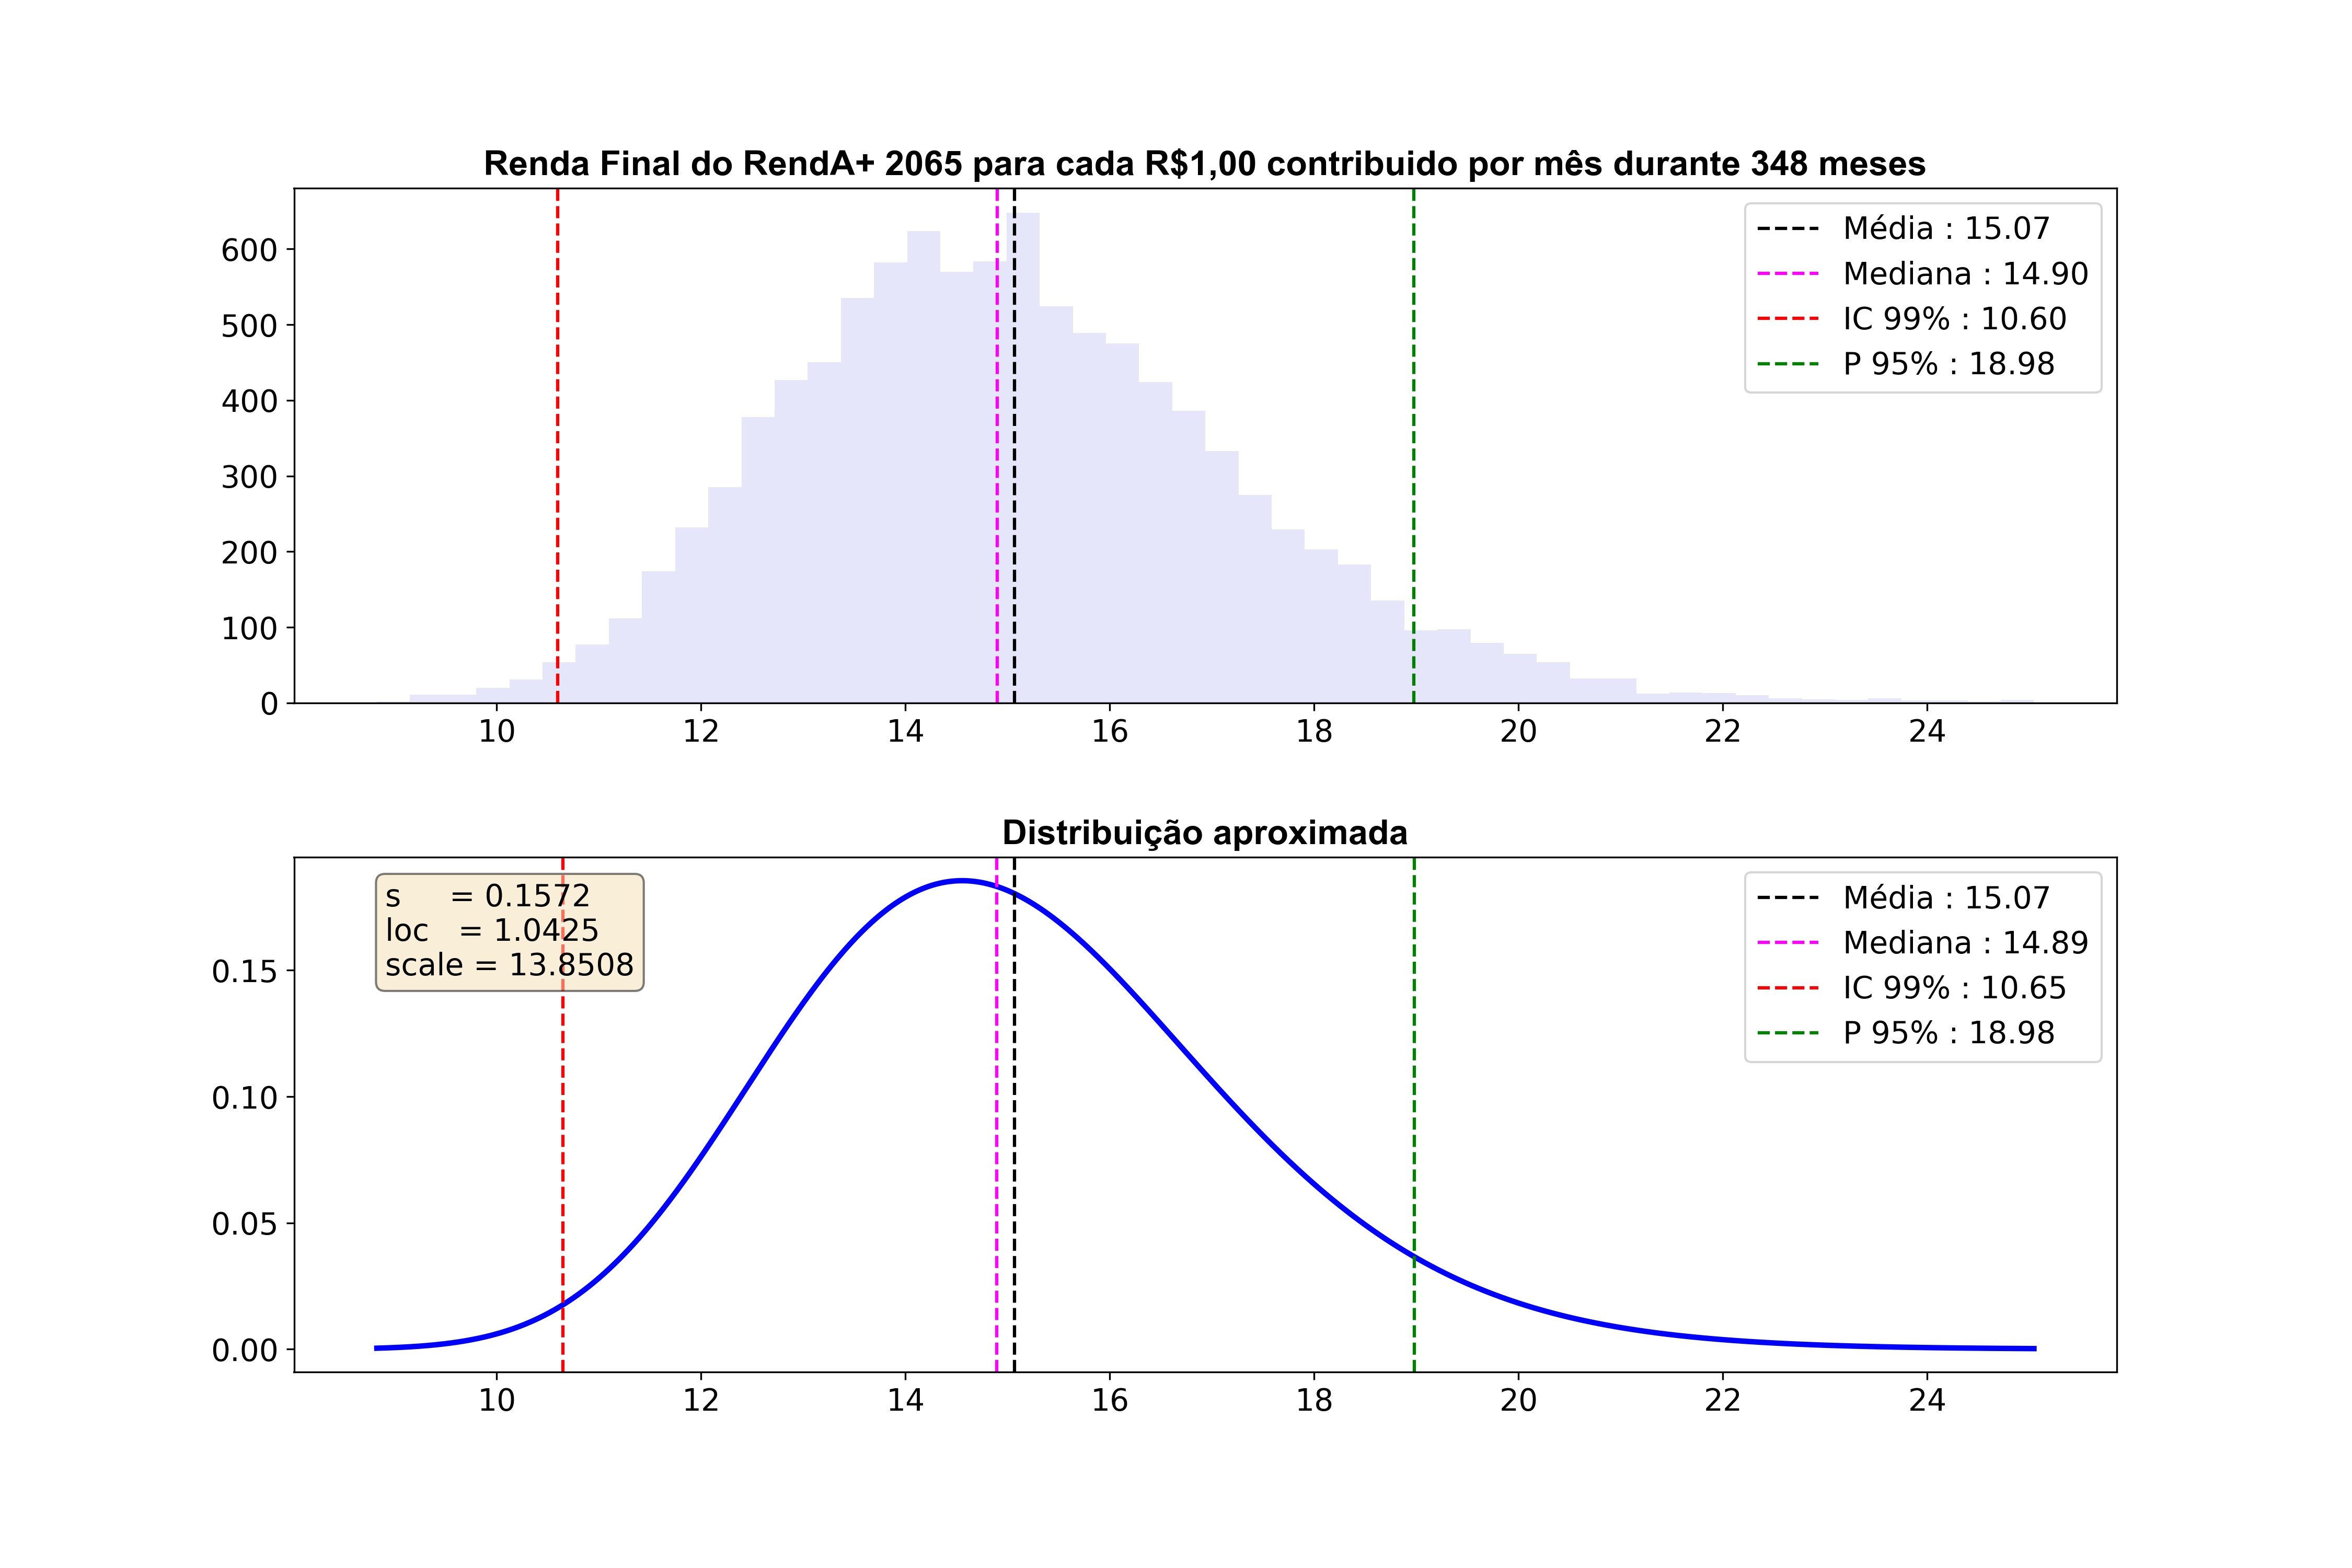 Renda Final do RendA+ 2065 para cada R$1,00 contribuido por mês durante 348 meses
600
500
400
300
200
100
0
Média : 15.07
Mediana : 14.90
IC 99% : 10.60
P 95% : 18.98
10 12 14 16 18 20 22 24
Distribuição aproximada
0.15
0.10
0.05
0.00
s = 0.1572
loc = 1.0425
scale = 13.8508
Média : 15.07
Mediana : 14.89
IC 99% : 10.65
P 95% : 18.98
10 12 14 16 18 20 22 24